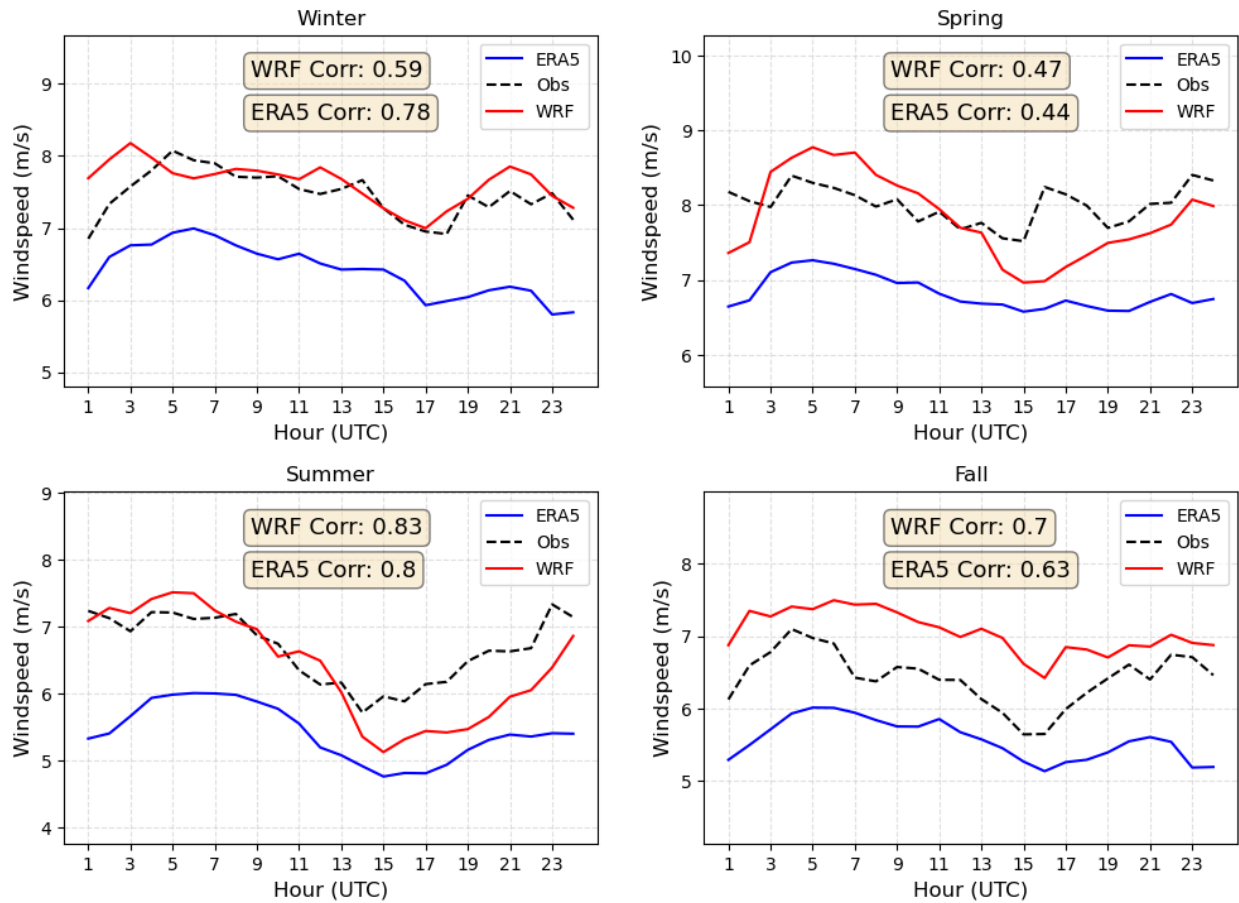 Winter
WRF Corr: 0.59
ERA5 Corr: 0.78
ERA5
Obs
WRF
Windspeed (m/s)
9
8
7
6
5
1 3 5 7 9 11 13 15 17 19 21 23
Hour (UTC)
Spring
WRF Corr: 0.47
ERA5 Corr: 0.44
ERA5
Obs
WRF
Windspeed (m/s)
10
9
8
7
6
1 3 5 7 9 11 13 15 17 19 21 23
Hour (UTC)
Summer
WRF Corr: 0.83
ERA5 Corr: 0.8
ERA5
Obs
WRF
Windspeed (m/s)
9
8
7
6
5
4
1 3 5 7 9 11 13 15 17 19 21 23
Hour (UTC)
Fall
WRF Corr: 0.7
ERA5 Corr: 0.63
ERA5
Obs
WRF
Windspeed (m/s)
8
7
6
5
1 3 5 7 9 11 13 15 17 19 21 23
Hour (UTC)